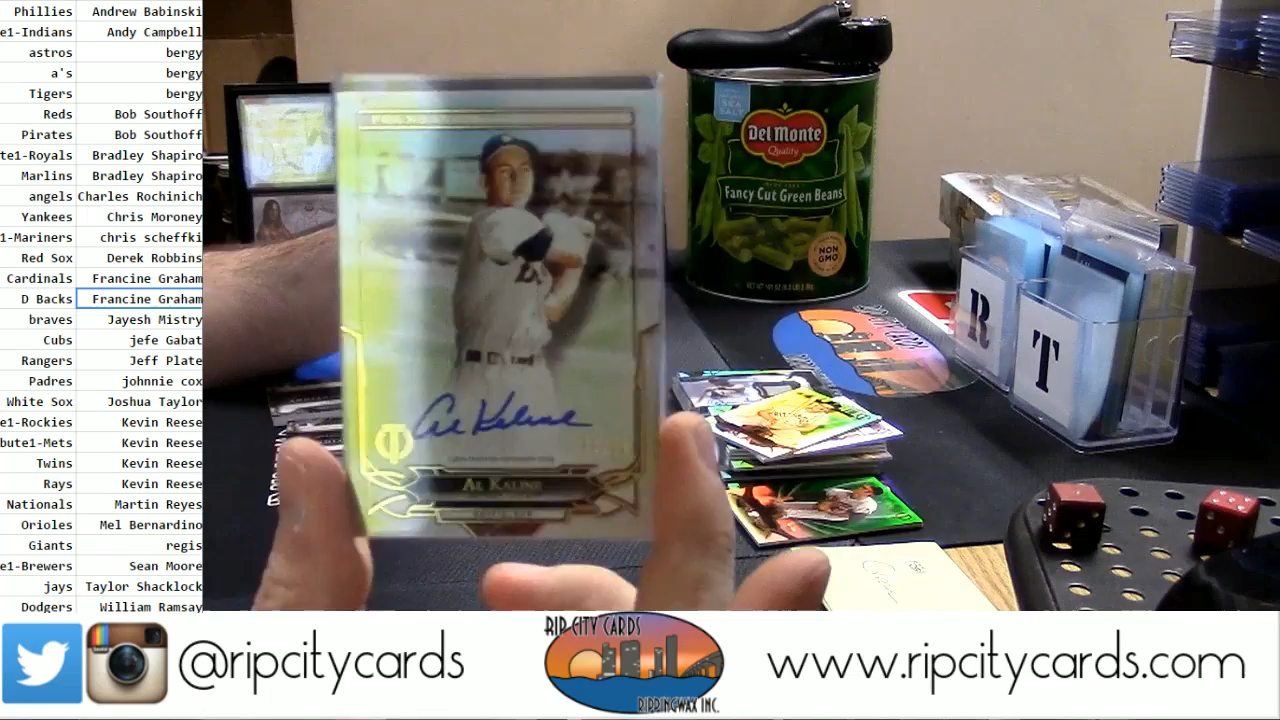 Phillies Andrew Babinski
te1-Indians Andy Campbell
astros bergy
a's bergy
Tigers bergy
Reds Bob Southoff
Pirates Bob Southoff
te1-Royals Bradley Shapiro
Marlins Bradley Shapiro
angels Charles Rochinich
Yankees Chris Moroney
1-Mariners chris scheffki
Red Sox Derek Robbins
Cardinals Francine Graham
D Backs Francine Graham
braves Jayesh Mistry
Cubs jefe Gabat
Rangers Jeff Plate
Padres johnnie cox
White Sox Joshua Taylor
e1-Rockies Kevin Reese
bute1-Mets Kevin Reese
Twins Kevin Reese
Rays Kevin Reese
Nationals Martin Reyes
Orioles Mel Bernardino
Giants regis
e1-Brewers Sean Moore
jays Taylor Shacklock
Dodgers William Ramsay
Al Kaline
AL KALINE
SEA SALT
Del Monte
Quality
Fancy Cut Green Beans
NON GMO
R
T
@ripcitycards
RIP CITY CARDS
RIPPINGWAX INC.
www.ripcitycards.com